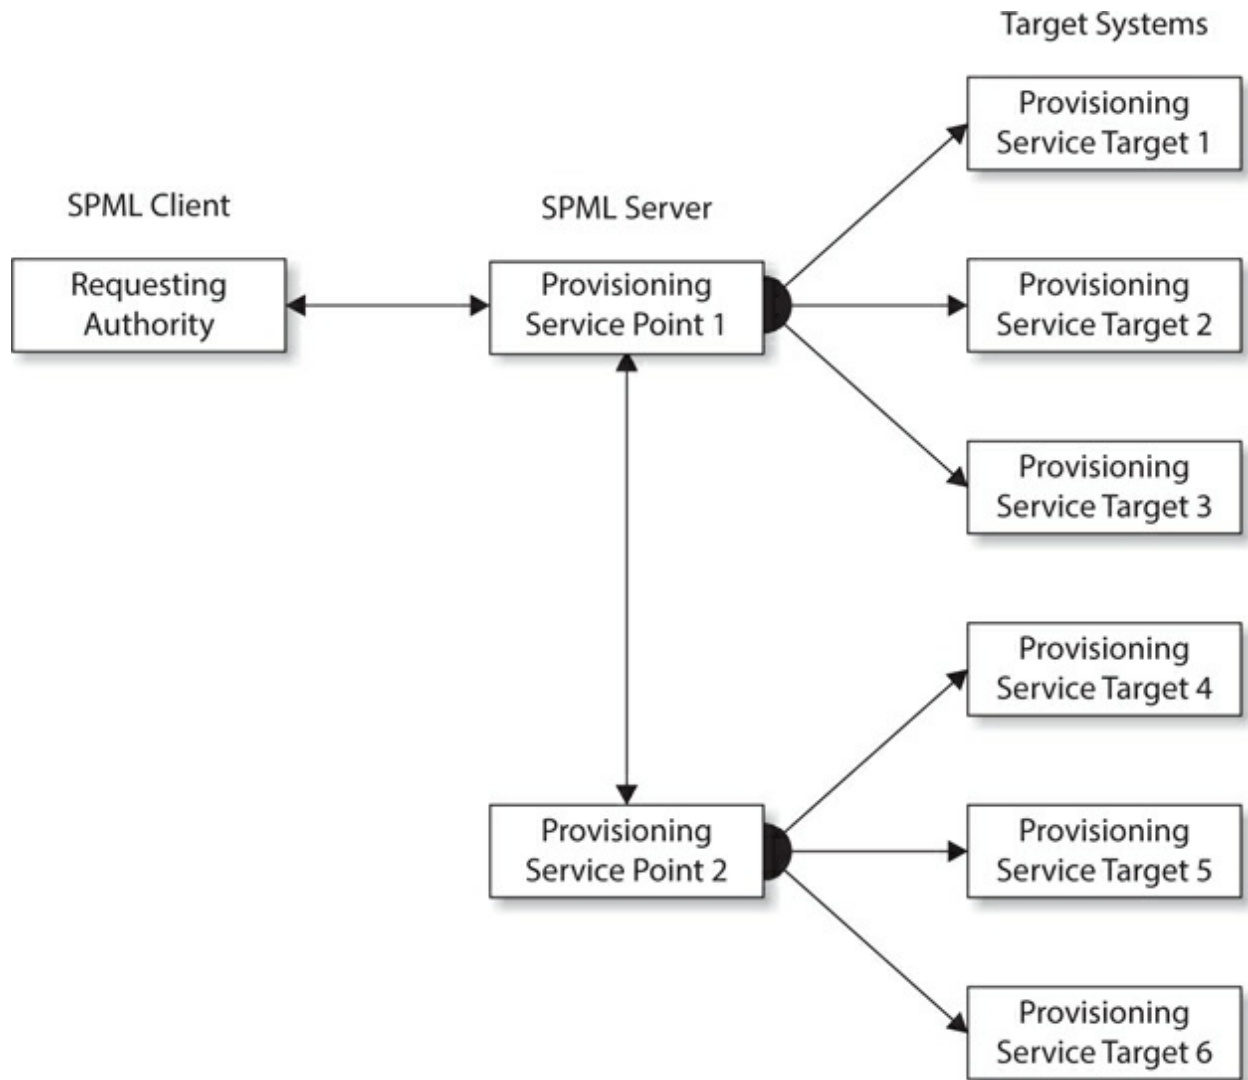 Target Systems
Provisioning
Service Target 1
SPML Client
SPML Server
Requesting
Authority
Provisioning
Service Point 1
Provisioning
Service Target 2
Provisioning
Service Target 3
Provisioning
Service Target 4
Provisioning
Service Point 2
Provisioning
Service Target 5
Provisioning
Service Target 6